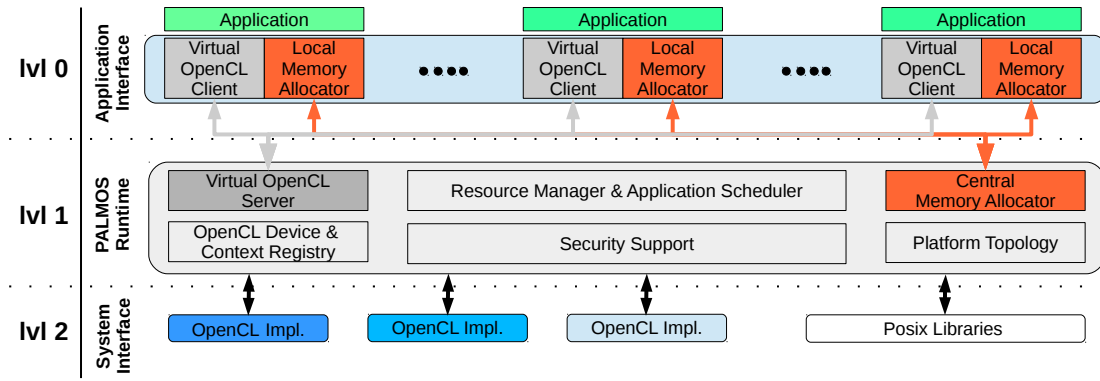 lvl 0
Application
Interface
Application
Virtual
OpenCL
Client
Local
Memory
Allocator
Application
Virtual
OpenCL
Client
Local
Memory
Allocator
Application
Virtual
OpenCL
Client
Local
Memory
Allocator
lvl 1
PALMOS
Runtime
Virtual OpenCL
Server
Resource Manager & Application Scheduler
Central
Memory Allocator
OpenCL Device &
Context Registry
Security Support
Platform Topology
lvl 2
System
Interface
OpenCL Impl.
OpenCL Impl.
OpenCL Impl.
Posix Libraries